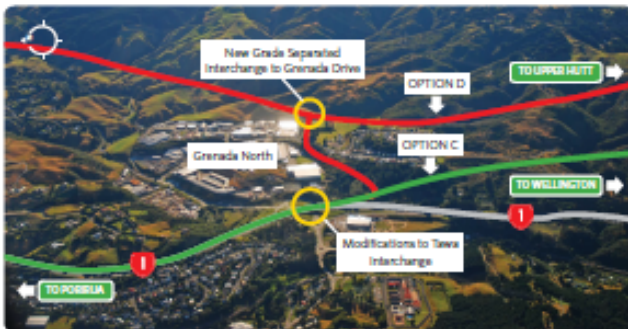 New Grade Separated
Interchange to Grenada Drive
TO UPPER HUTT
OPTION D
OPTION C
Grenada North
TO WELLINGTON
1
1
Modifications to Tawa
Interchange
TO PORIRUA